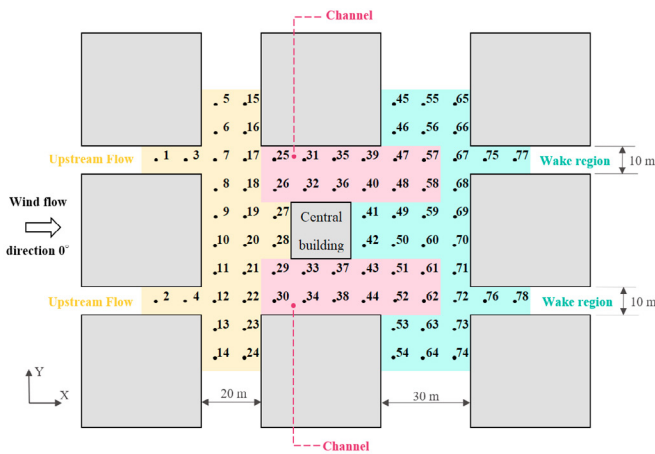 Channel
5 15 45 55 65
6 16 46 56 66
Upstream Flow 1 3 7 17 25 31 35 39 47 57 67 75 77 Wake region 10 m
8 18 26 32 36 40 48 58 68
Wind flow
9 19 27 Central 41 49 59 69
direction 0° 10 20 28 building 42 50 60 70
11 21 29 33 37 43 51 61 71
Upstream Flow 2 4 12 22 30 34 38 44 52 62 72 76 78 Wake region 10 m
13 23 53 63 73
14 24 54 64 74
Y
X
20 m 30 m
Channel